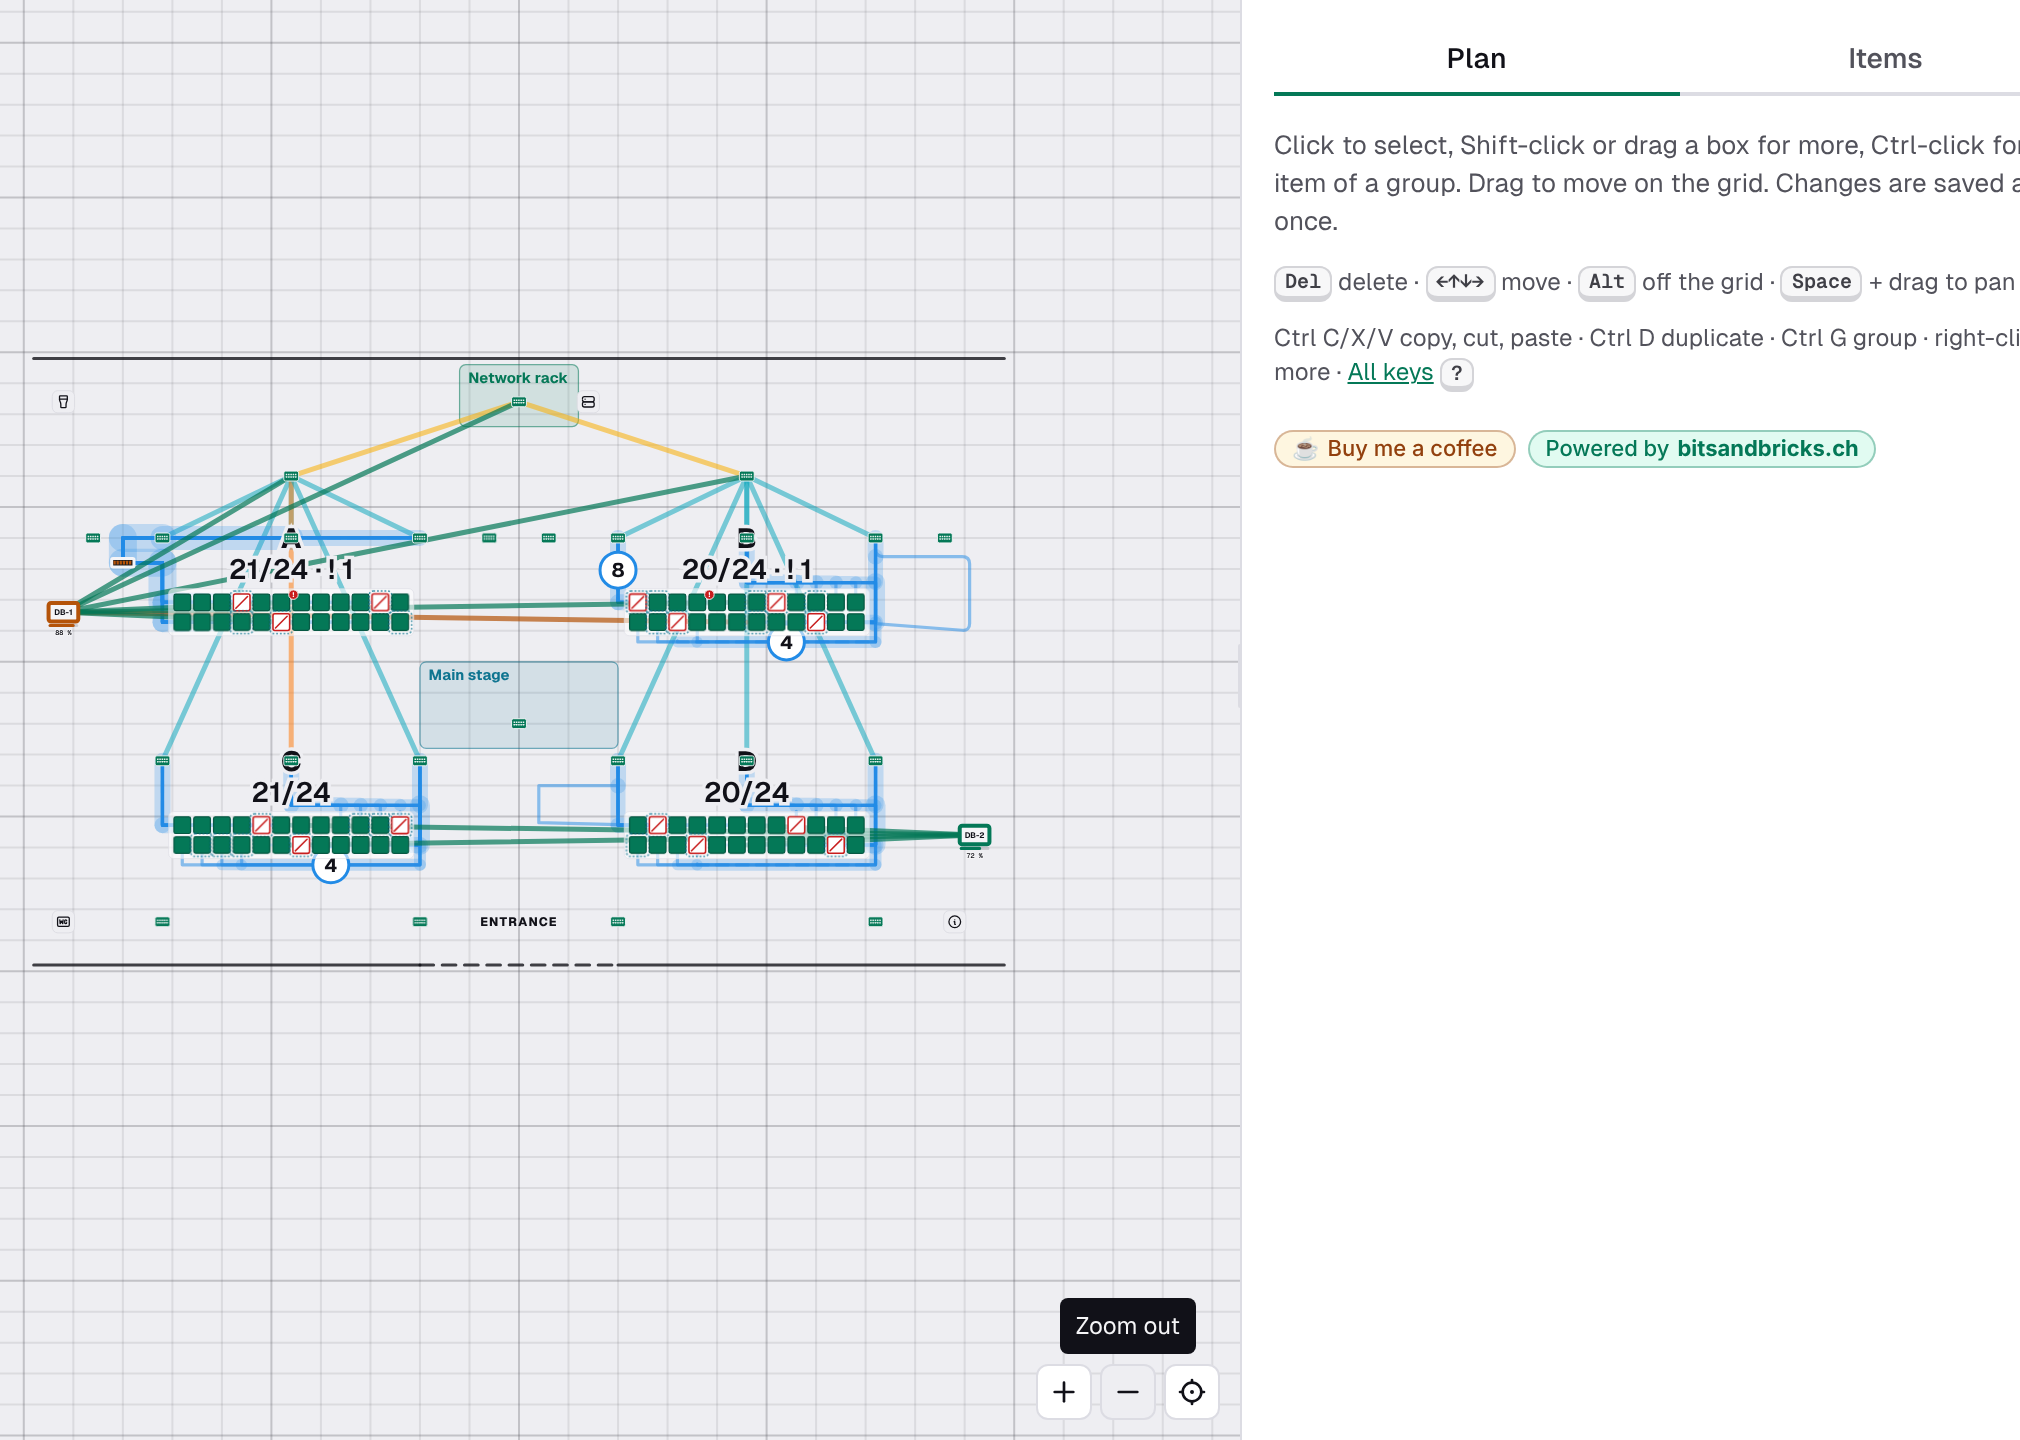 Plan
Items
Click to select, Shift-click or drag a box for more, Ctrl-click for
item of a group. Drag to move on the grid. Changes are saved a
once.
Del delete · ←↑↓→ move · Alt off the grid · Space + drag to pan
Ctrl C/X/V copy, cut, paste · Ctrl D duplicate · Ctrl G group · right-cli
more · All keys ?
☕ Buy me a coffee
Powered by bitsandbricks.ch
Network rack
A
21/24 · ! 1
8
20/24 · ! 1
DB-1
88 %
4
Main stage
C
21/24
D
20/24
DB-2
72 %
4
WC
ENTRANCE
Zoom out